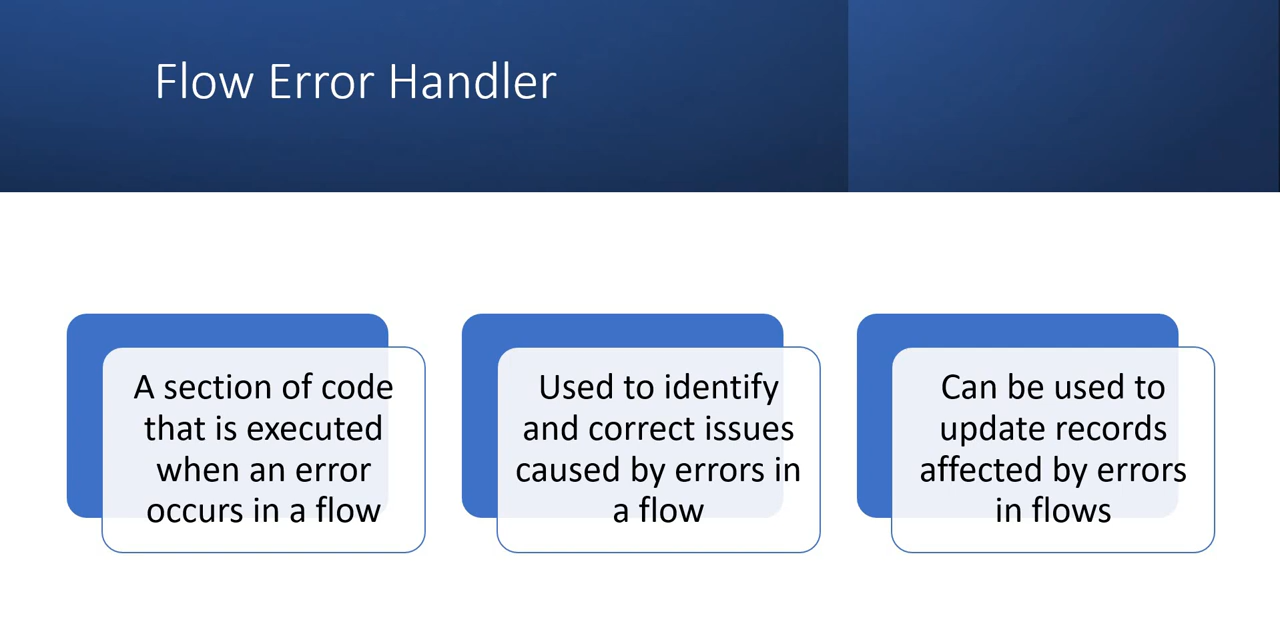 Flow Error Handler
A section of code
that is executed
when an error
occurs in a flow
Used to identify
and correct issues
caused by errors in
a flow
Can be used to
update records
affected by errors
in flows